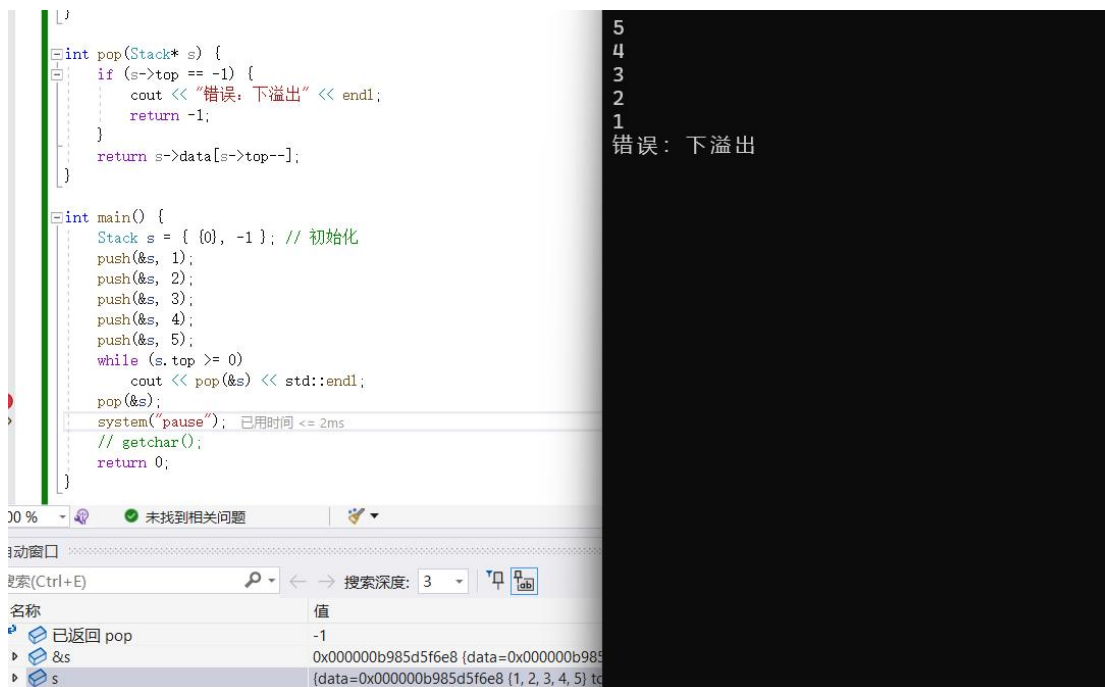 }
int pop(Stack* s) {
if (s->top == -1) {
cout << "错误：下溢出" << endl;
return -1;
}
return s->data[s->top--];
}
int main() {
Stack s = { {0}, -1 }; // 初始化
push(&s, 1);
push(&s, 2);
push(&s, 3);
push(&s, 4);
push(&s, 5);
while (s.top >= 0)
cout << pop(&s) << std::endl;
pop(&s);
system("pause"); 已用时间 <= 2ms
// getchar();
return 0;
}
5
4
3
2
1
错误：下溢出
00 % 未找到相关问题
自动窗口
搜索(Ctrl+E) 搜索深度: 3
名称 值
已返回 pop -1
&s 0x000000b985d5f6e8 {data=0x000000b985
s {data=0x000000b985d5f6e8 {1, 2, 3, 4, 5} to